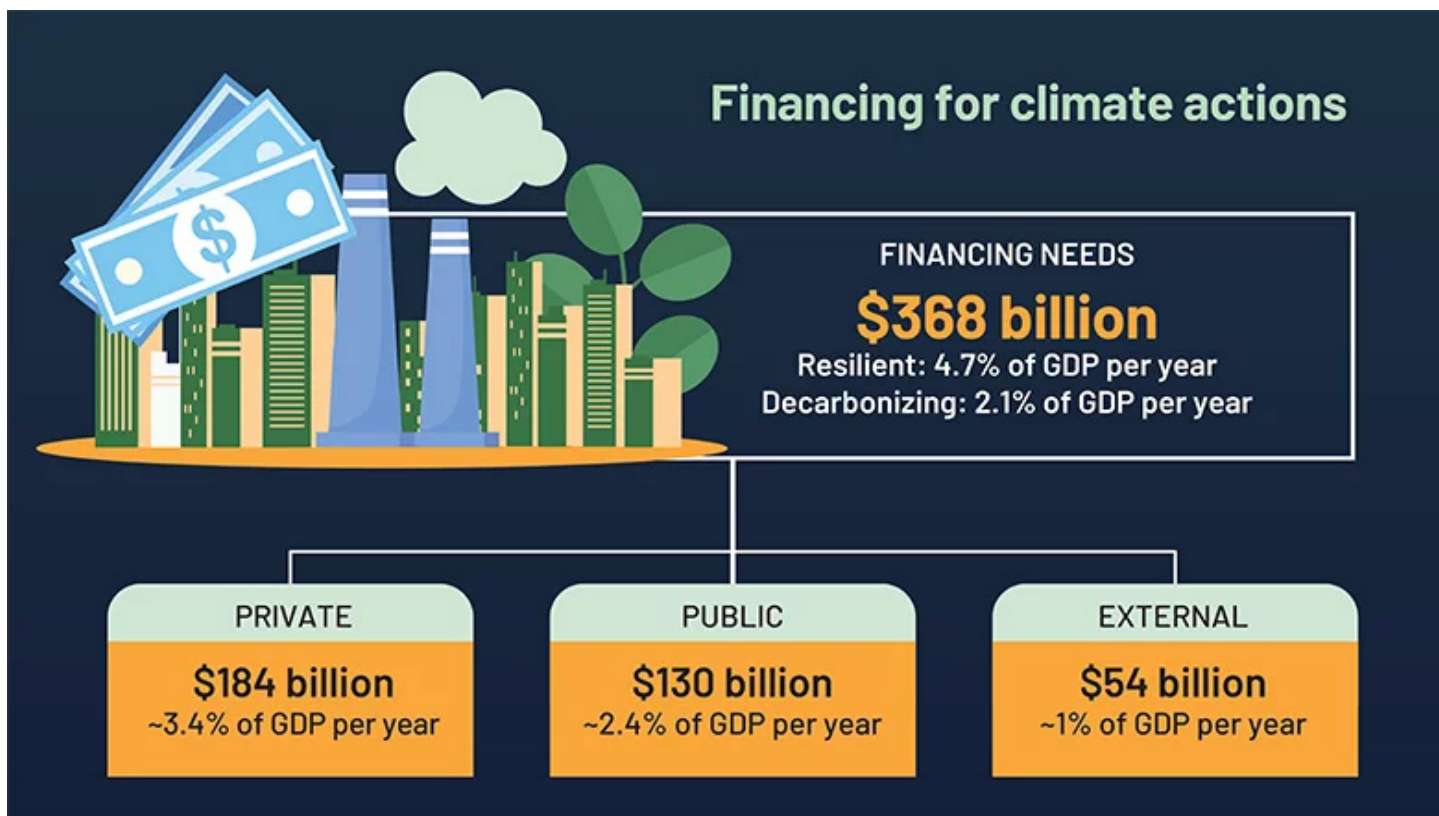 Financing for climate actions
$
FINANCING NEEDS
$368 billion
Resilient: 4.7% of GDP per year
Decarbonizing: 2.1% of GDP per year
PRIVATE
$184 billion
~3.4% of GDP per year
PUBLIC
$130 billion
~2.4% of GDP per year
EXTERNAL
$54 billion
~1% of GDP per year